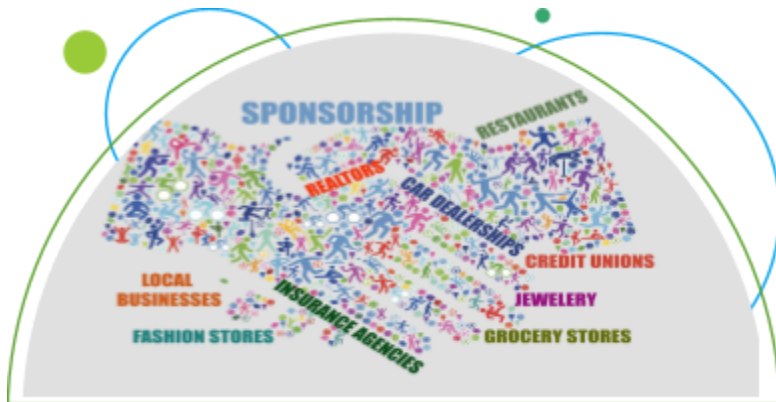 SPONSORSHIP
RESTAURANTS
REALTORS
CAR DEALERSHIPS
CREDIT UNIONS
LOCAL
BUSINESSES
INSURANCE AGENCIES
JEWELERY
FASHION STORES
GROCERY STORES